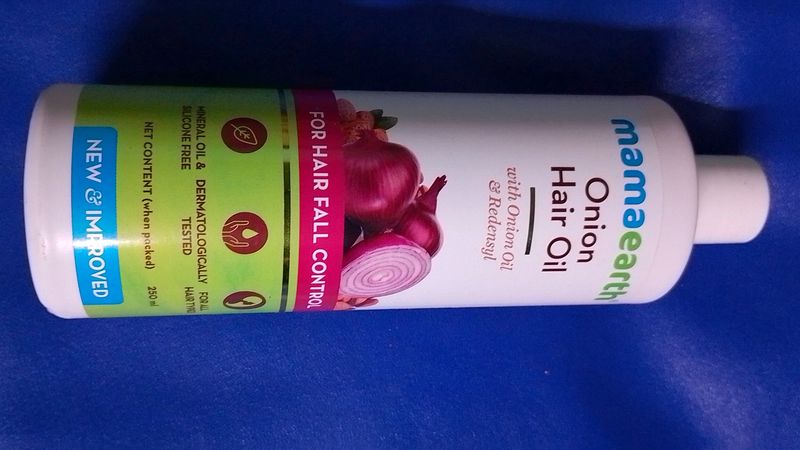 mamaearth
Onion
Hair Oil
with Onion Oil
& Redensyl
FOR HAIR FALL CONTROL
MINERAL OIL &
SILICONE FREE
DERMATOLOGICALLY
TESTED
FOR ALL
HAIR TYPES
NET CONTENT (when packed) 250 ml
NEW & IMPROVED